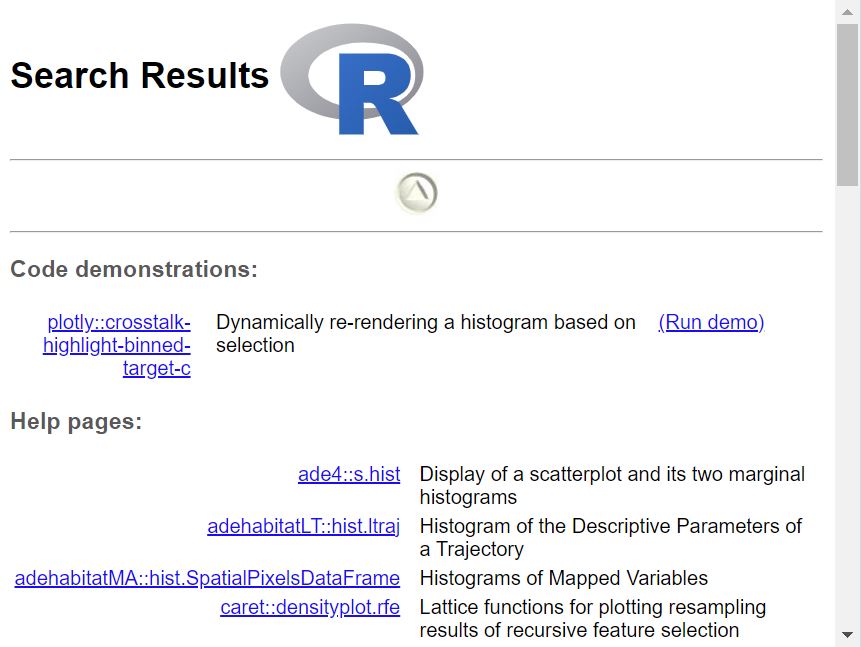 Search Results
R
Code demonstrations:
plotly::crosstalk-highlight-binned-target-c Dynamically re-rendering a histogram based on selection (Run demo)
Help pages:
ade4::s.hist Display of a scatterplot and its two marginal histograms
adehabitatLT::hist.ltraj Histogram of the Descriptive Parameters of a Trajectory
adehabitatMA::hist.SpatialPixelsDataFrame Histograms of Mapped Variables
caret::densityplot.rfe Lattice functions for plotting resampling results of recursive feature selection